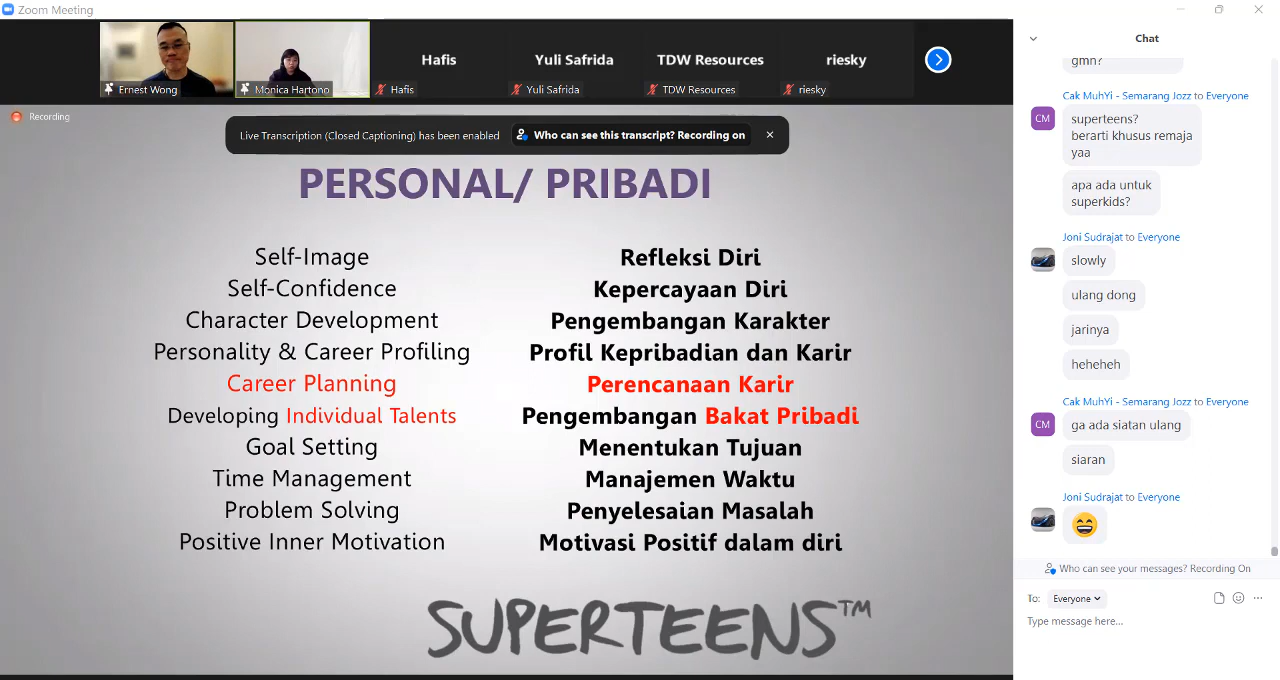 Zoom Meeting
Ernest Wong
Monica Hartono
Hafis
Hafis
Yuli Safrida
Yuli Safrida
TDW Resources
TDW Resources
riesky
riesky
Recording
Live Transcription (Closed Captioning) has been enabled
Who can see this transcript? Recording on
PERSONAL/ PRIBADI
Self-Image
Refleksi Diri
Self-Confidence
Kepercayaan Diri
Character Development
Pengembangan Karakter
Personality & Career Profiling
Profil Kepribadian dan Karir
Career Planning
Perencanaan Karir
Developing Individual Talents
Pengembangan Bakat Pribadi
Goal Setting
Menentukan Tujuan
Time Management
Manajemen Waktu
Problem Solving
Penyelesaian Masalah
Positive Inner Motivation
Motivasi Positif dalam diri
SUPERTEENS™
Chat
gmn?
Cak MuhYi - Semarang Jozz to Everyone
CM
superteens?
berarti khusus remaja
yaa
apa ada untuk
superkids?
Joni Sudrajat to Everyone
slowly
ulang dong
jarinya
heheheh
Cak MuhYi - Semarang Jozz to Everyone
CM
ga ada siatan ulang
siaran
Joni Sudrajat to Everyone
Who can see your messages? Recording On
To: Everyone
Type message here...